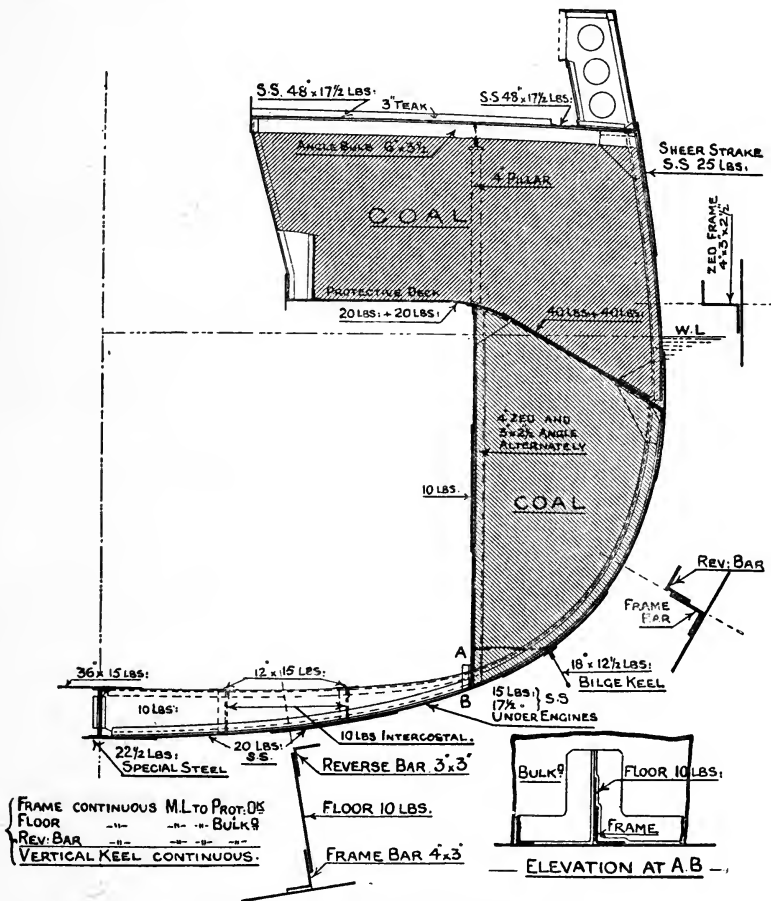 S.S. 48" x 17½ LBS:
3" TEAK
S.S 48" x 17½ LBS:
ANGLE BULB 6" x 3½
SHEER STRAKE
S.S 25 LBS:
4" PILLAR
COAL
ZED FRAME
4" x 3" x 2½"
PROTECTIVE DECK
20 LBS: + 20 LBS:
40 LBS + 40 LBS:
W.L
4" ZED AND
3" x 2½ ANGLE
ALTERNATELY
10 LBS.
COAL
REV: BAR
FRAME
BAR
A
B
18" x 12½ LBS:
BILGE KEEL
36" x 15 LBS:
12" x 15 LBS:
10 LBS:
15 LBS:
17½ "
} S.S
UNDER ENGINES
10 LBS INTERCOSTAL.
22½ LBS:
SPECIAL STEEL
20 LBS:
S.S.
REVERSE BAR 3" x 3"
FLOOR 10 LBS.
FRAME BAR 4" x 3"
BULKD
FLOOR 10 LBS:
FRAME
ELEVATION AT A.B
FRAME CONTINUOUS M.L TO PROT: DK
FLOOR -"- -"- -"- BULKD
REV: BAR -"- -"- -"- -"-
VERTICAL KEEL CONTINUOUS.